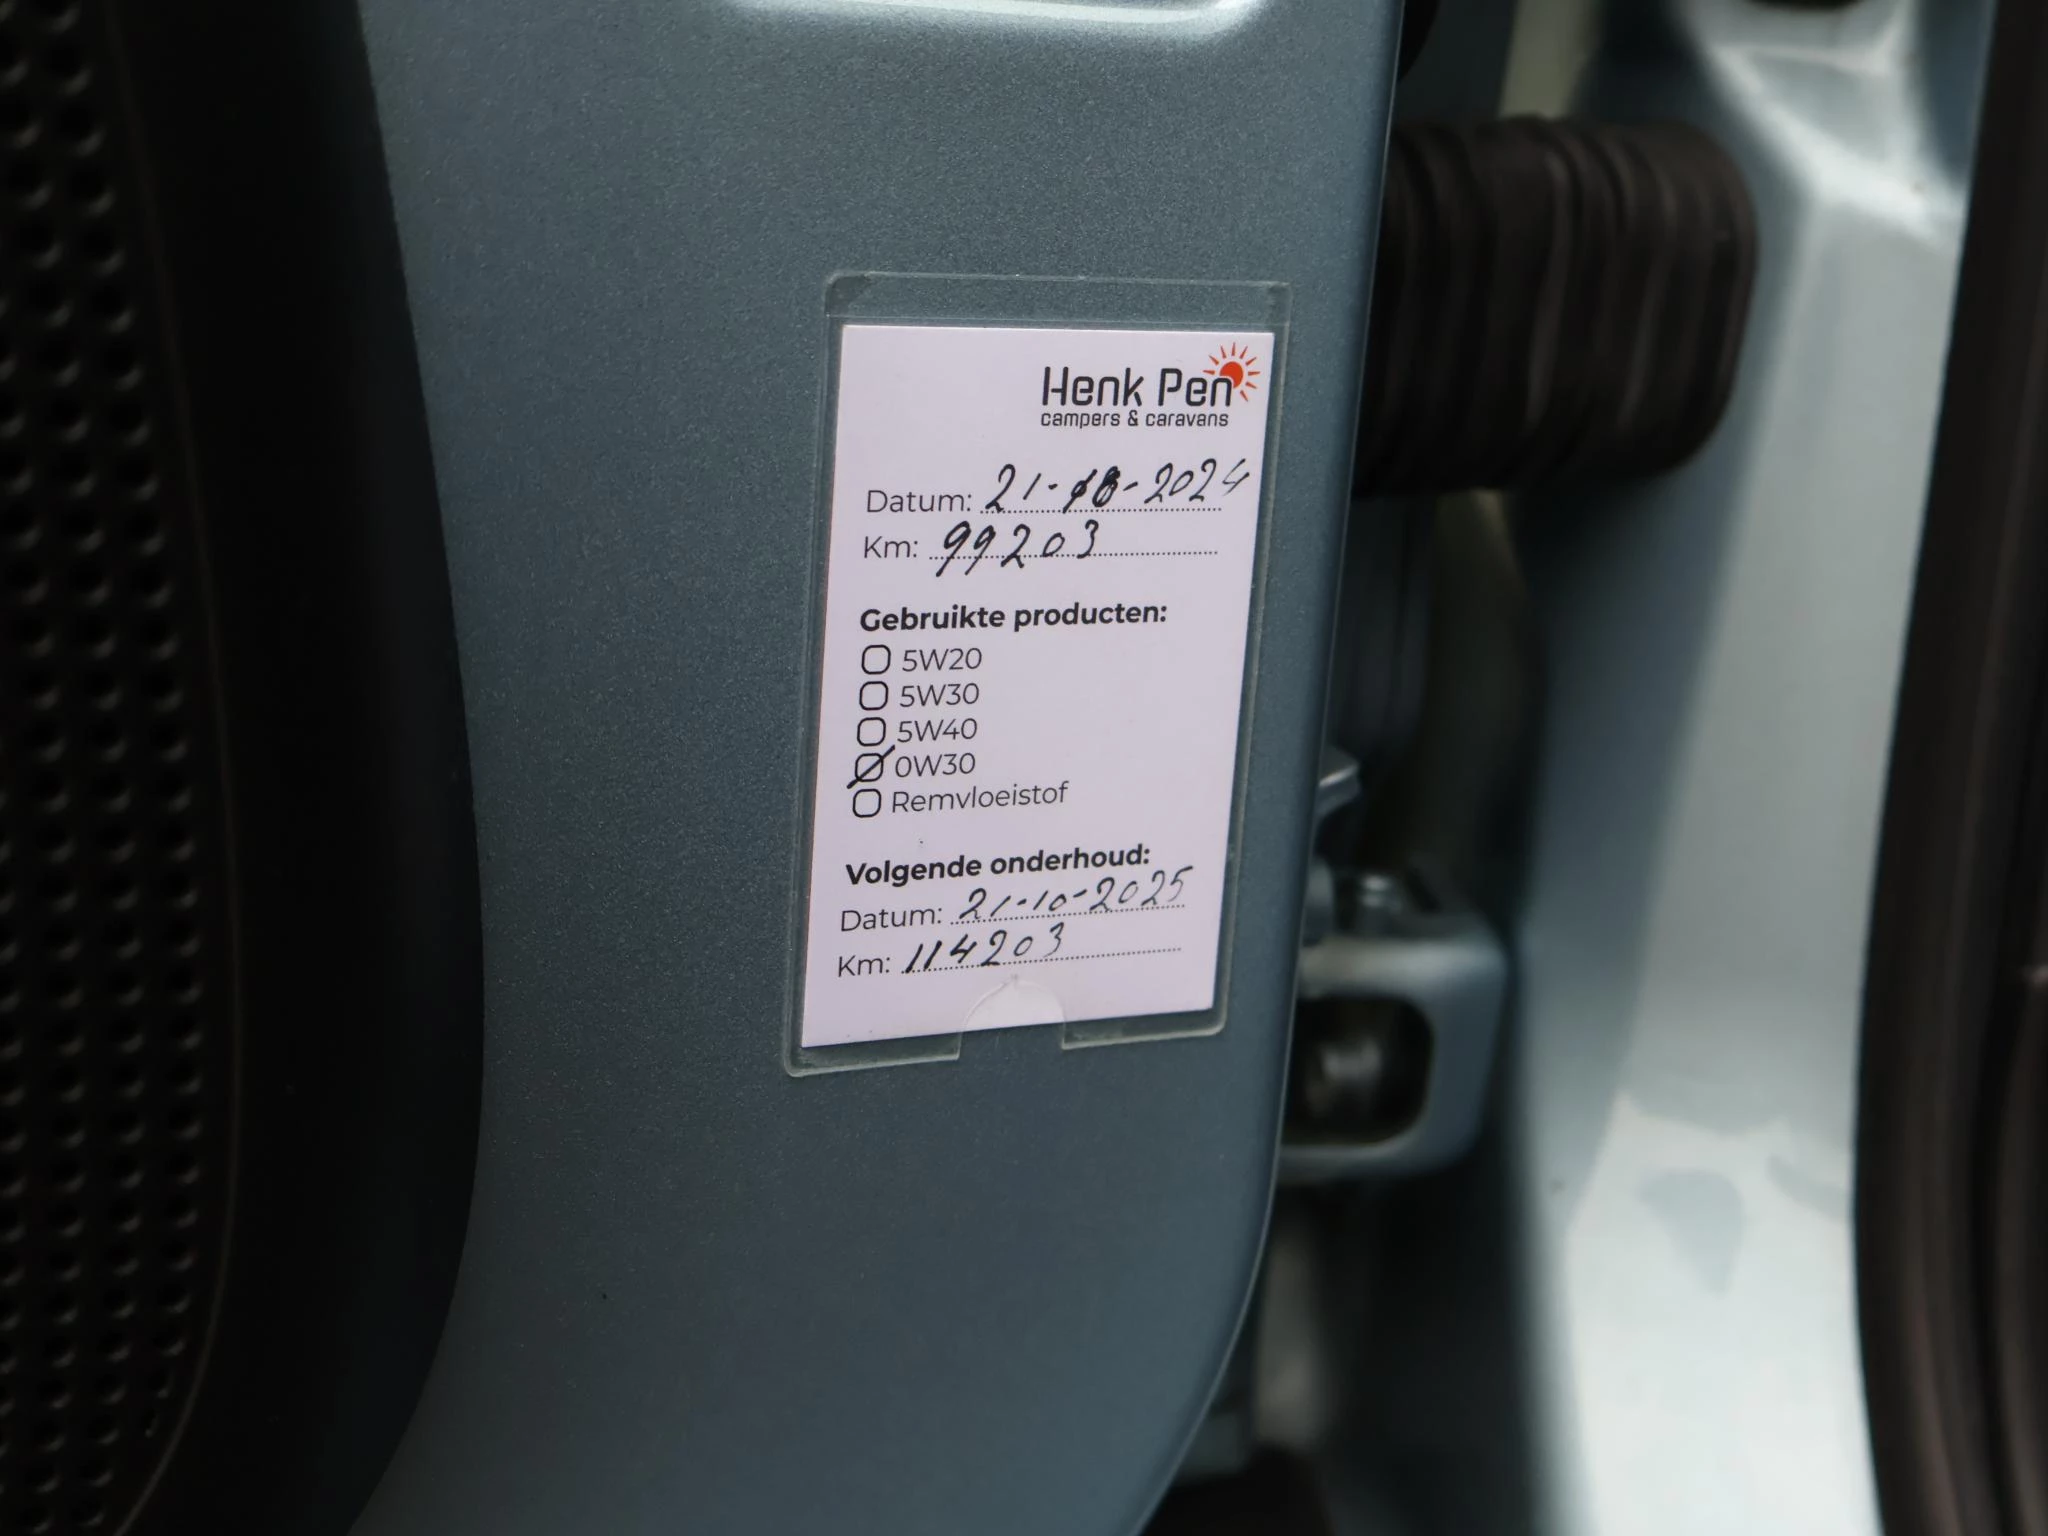 Henk Pen
campers & caravans
Datum: 21- -2024
Km: 99203
Gebruikte producten:
5W20
5W30
5W40
0W30
Remvloeistof
Volgende onderhoud:
Datum: 21-10-2025
Km: 114203